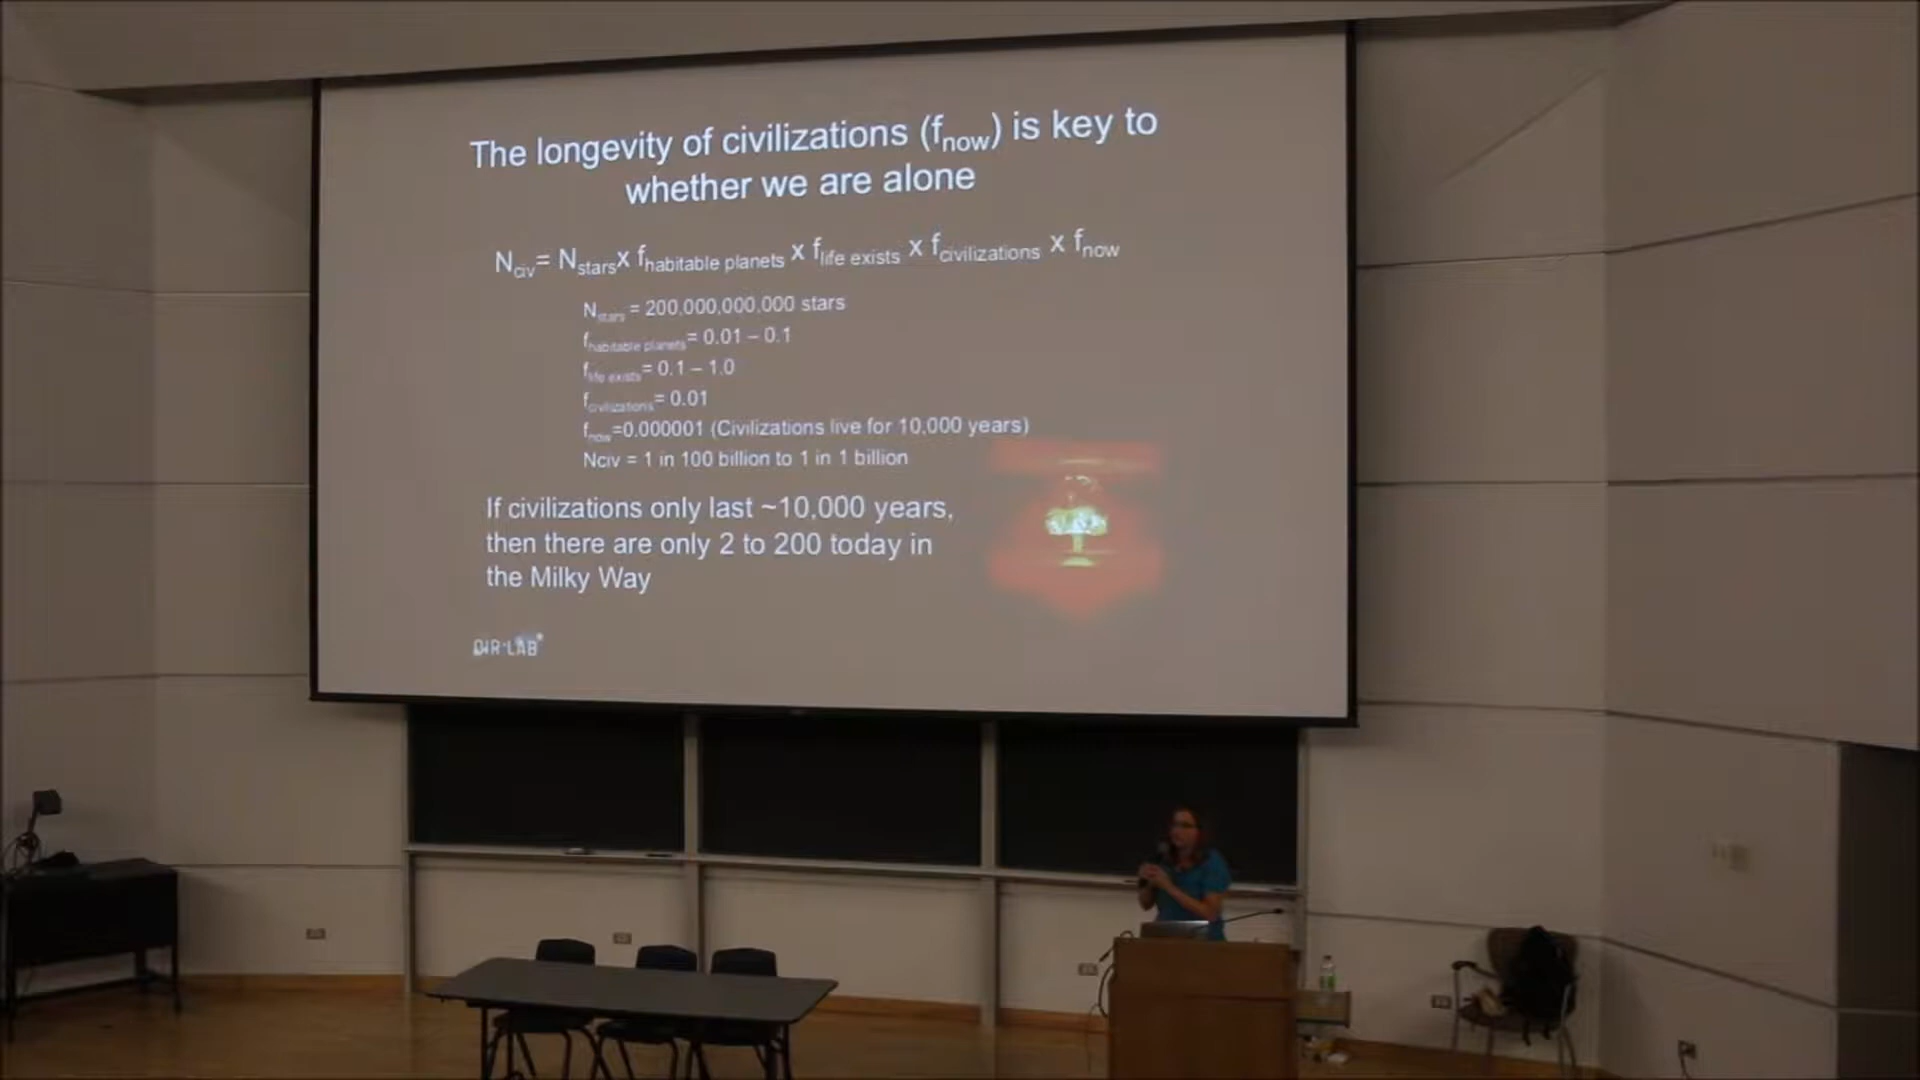 The longevity of civilizations (fnow) is key to
whether we are alone
Nciv= Nstarsx fhabitable planets x flife exists x fcivilizations x fnow
Nstars = 200,000,000,000 stars
fhabitable planets= 0.01 – 0.1
flife exists= 0.1 – 1.0
fcivilizations= 0.01
fnow=0.000001 (Civilizations live for 10,000 years)
Nciv = 1 in 100 billion to 1 in 1 billion
If civilizations only last ~10,000 years,
then there are only 2 to 200 today in
the Milky Way
DIR·LAB